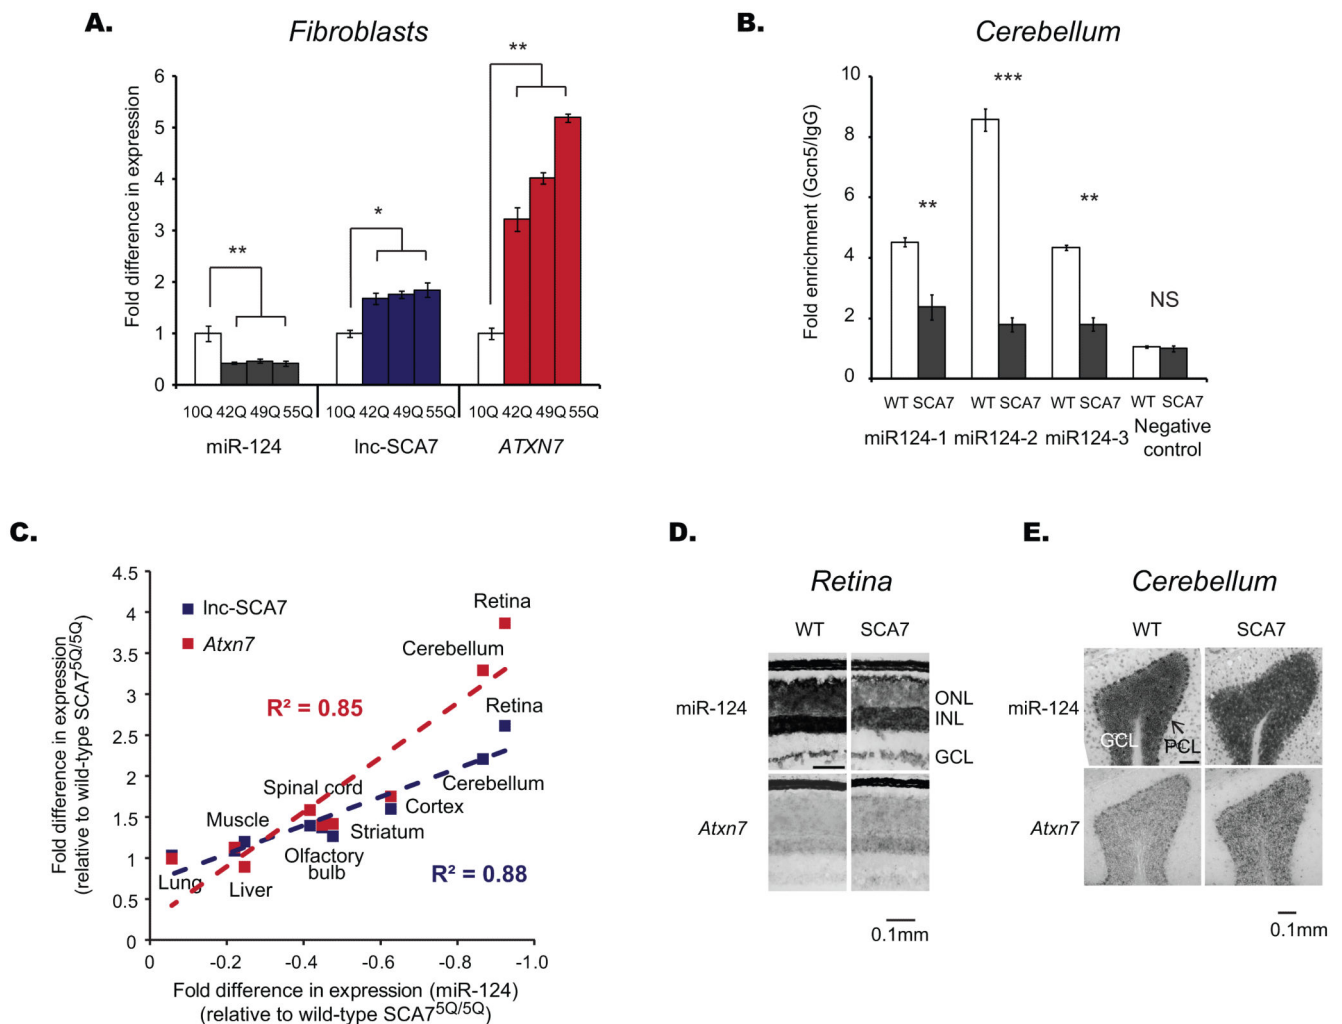 A.
Fibroblasts
Fold difference in expression
6
5
4
3
2
1
0
**
*
**
10Q 42Q 49Q 55Q
10Q 42Q 49Q 55Q
10Q 42Q 49Q 55Q
miR-124
lnc-SCA7
ATXN7
B.
Cerebellum
Fold enrichment (Gcn5/IgG)
10
8
6
4
2
0
**
***
**
NS
WT SCA7
WT SCA7
WT SCA7
WT SCA7
miR124-1
miR124-2
miR124-3
Negative
control
C.
Fold difference in expression
(relative to wild-type SCA75Q/5Q)
4.5
4
3.5
3
2.5
2
1.5
1
0.5
0
lnc-SCA7
Atxn7
R² = 0.85
R² = 0.88
Retina
Cerebellum
Retina
Cerebellum
Spinal cord
Cortex
Muscle
Striatum
Olfactory
bulb
Lung
Liver
0
-0.2
-0.4
-0.6
-0.8
-1.0
Fold difference in expression (miR-124)
(relative to wild-type SCA75Q/5Q)
D.
Retina
WT
SCA7
miR-124
ONL
INL
GCL
Atxn7
0.1mm
E.
Cerebellum
WT
SCA7
miR-124
GCL
PCL
Atxn7
0.1mm